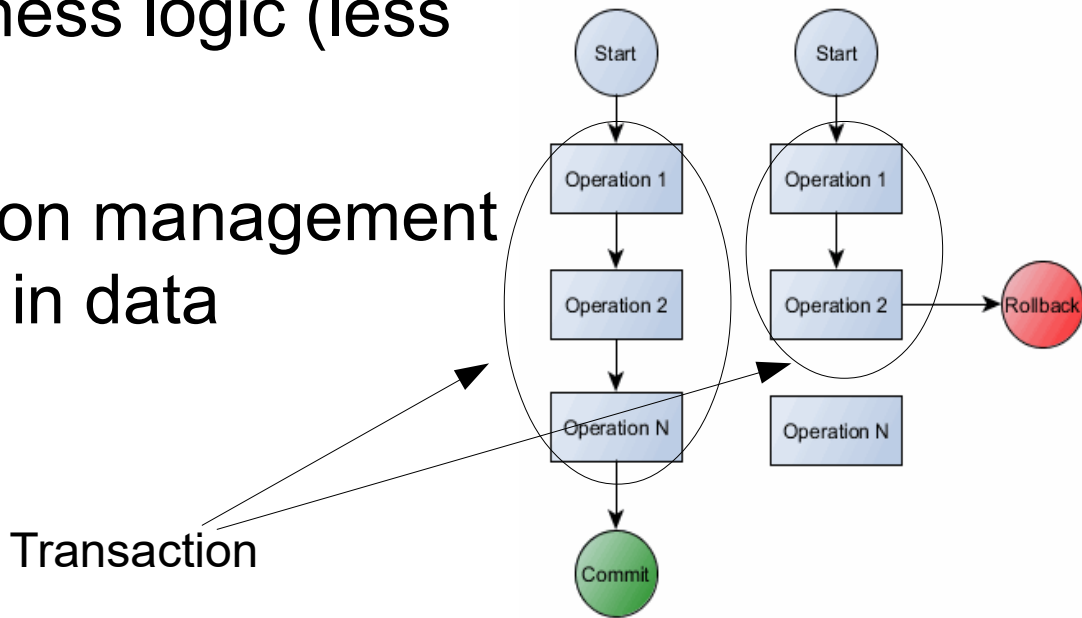 ness logic (less
on management
in data
Transaction
Start
Operation 1
Operation 2
Operation N
Commit
Start
Operation 1
Operation 2
Rollback
Operation N